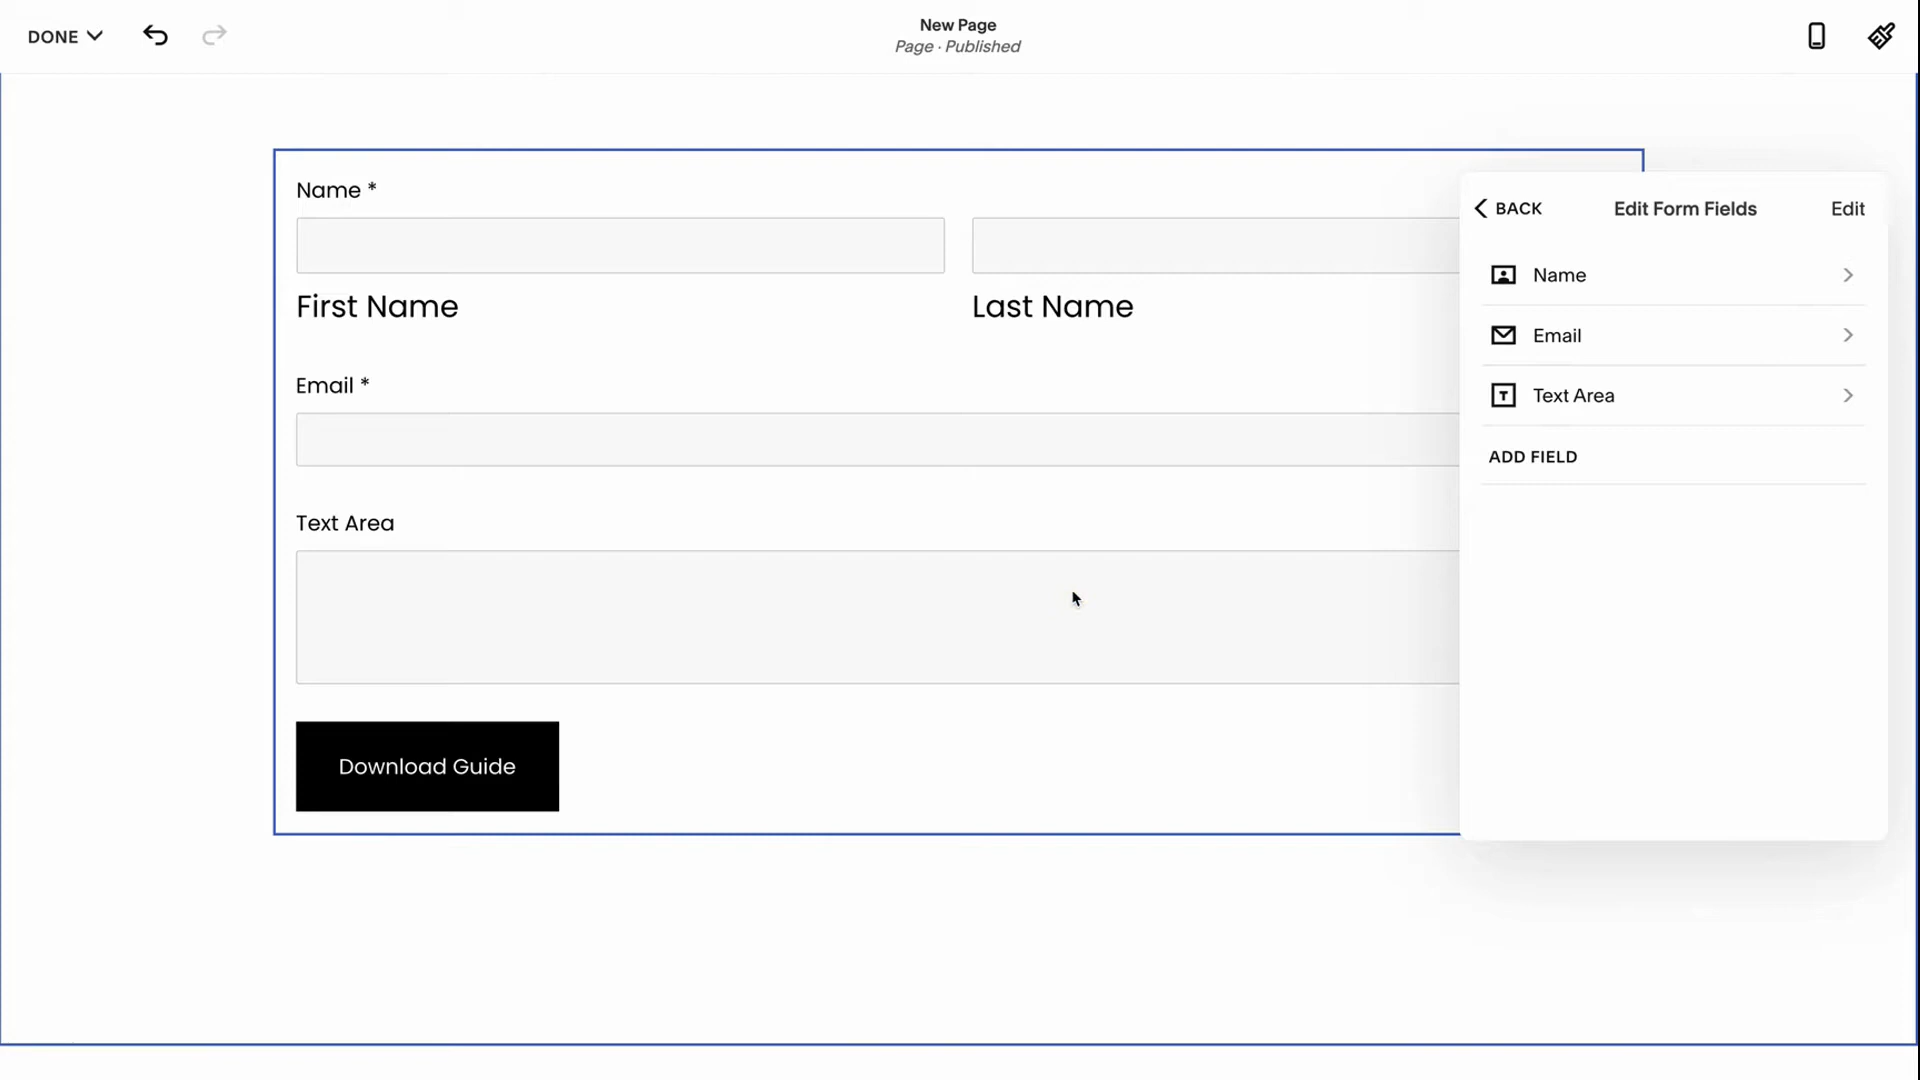 DONE
New Page
Page · Published
Name *
First Name
Last Name
Email *
Text Area
Download Guide
BACK
Edit Form Fields
Edit
Name
Email
Text Area
ADD FIELD